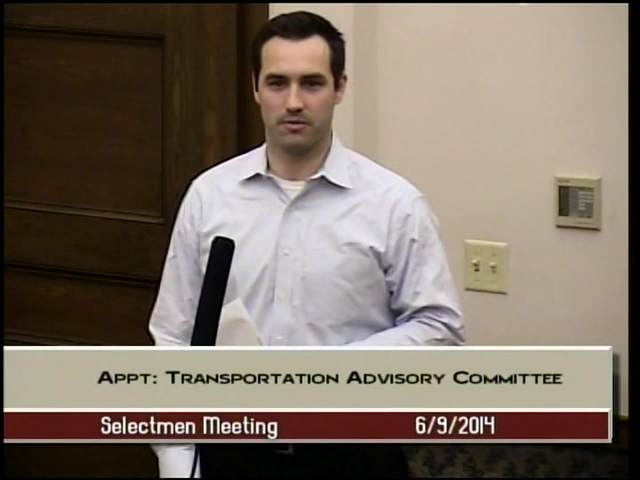 Appt: Transportation Advisory Committee
Selectmen Meeting 6/9/2014